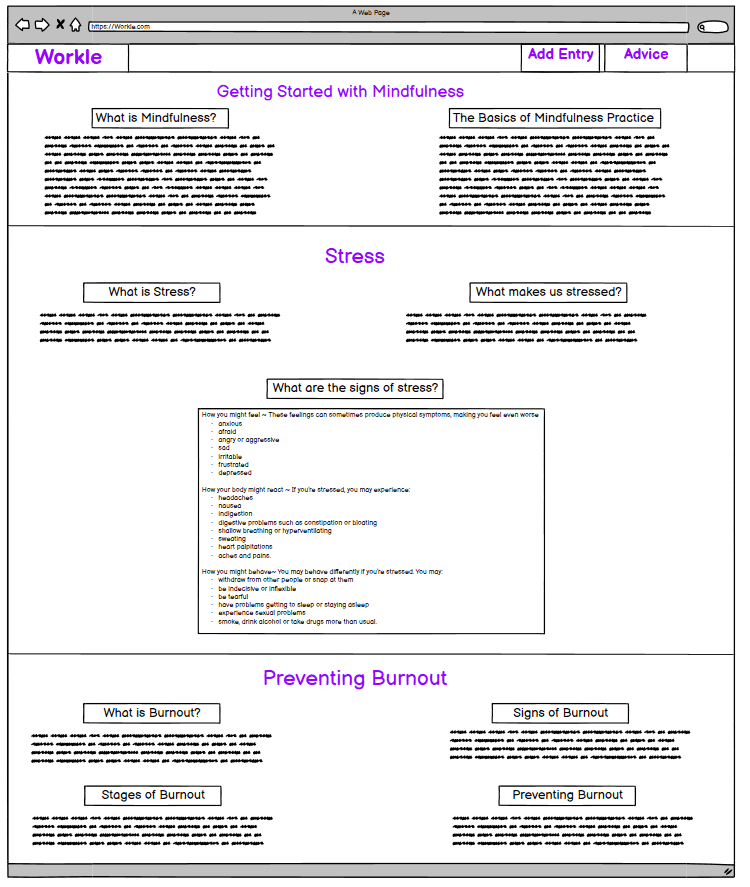 A Web Page
https://Workle.com
Workle
Add Entry
Advice
Getting Started with Mindfulness
What is Mindfulness?
The Basics of Mindfulness Practice
Stress
What is Stress?
What makes us stressed?
What are the signs of stress?
How you might feel ~ These feelings can sometimes produce physical symptoms, making you feel even worse
- anxious
- afraid
- angry or aggressive
- sad
- irritable
- frustrated
- depressed
How your body might react ~ If you're stressed, you may experience:
- headaches
- nausea
- indigestion
- digestive problems such as constipation or bloating
- shallow breathing or hyperventilating
- sweating
- heart palpitations
- aches and pains.
How you might behave~ You may behave differently if you're stressed. You may:
- withdraw from other people or snap at them
- be indecisive or inflexible
- be tearful
- have problems getting to sleep or staying asleep
- experience sexual problems
- smoke, drink alcohol or take drugs more than usual.
Preventing Burnout
What is Burnout?
Signs of Burnout
Stages of Burnout
Preventing Burnout